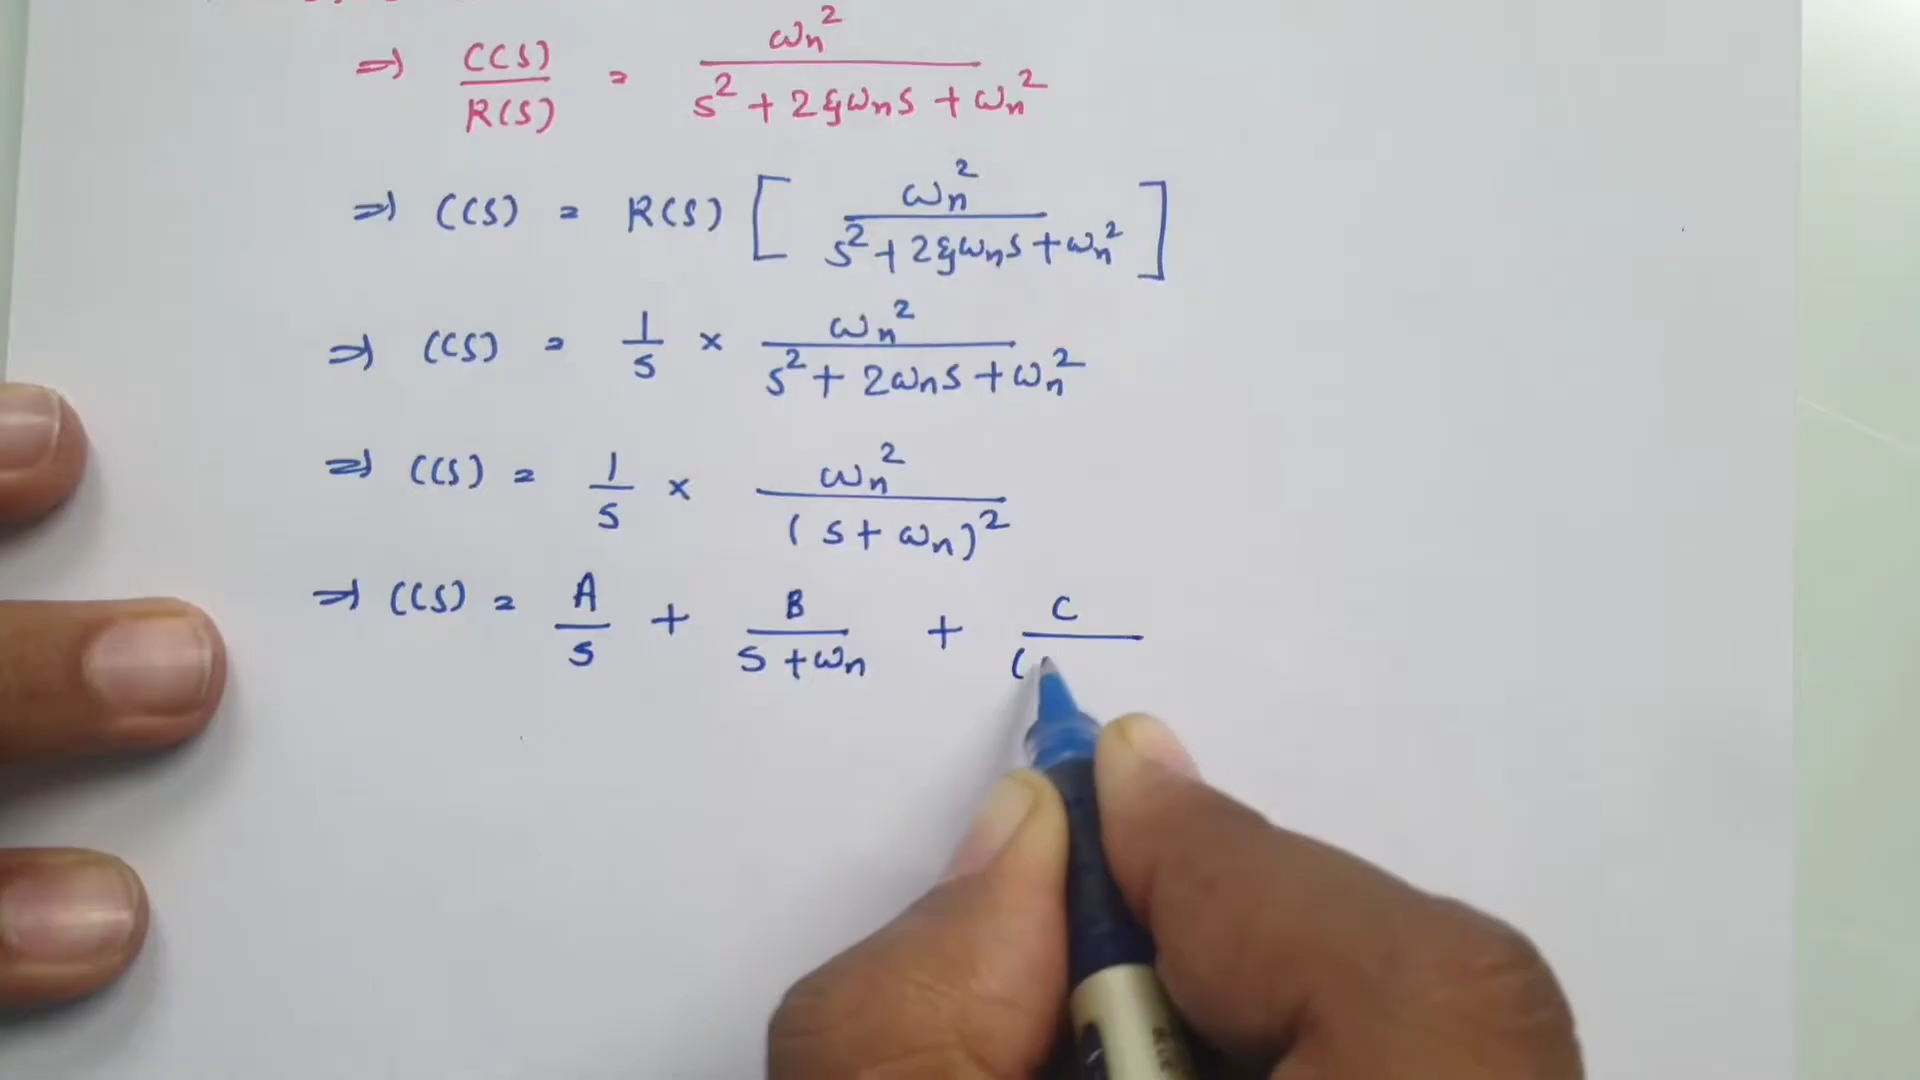 ⇒ C(S)/R(S) = ωn²/(s² + 2ξωns + ωn²)
⇒ C(S) = R(S) [ωn²/(s² + 2ξωns + ωn²)]
⇒ C(S) = 1/s × ωn²/(s² + 2ωns + ωn²)
⇒ C(S) = 1/s × ωn²/(s + ωn)²
⇒ C(S) = A/s + B/(s + ωn) + C/(